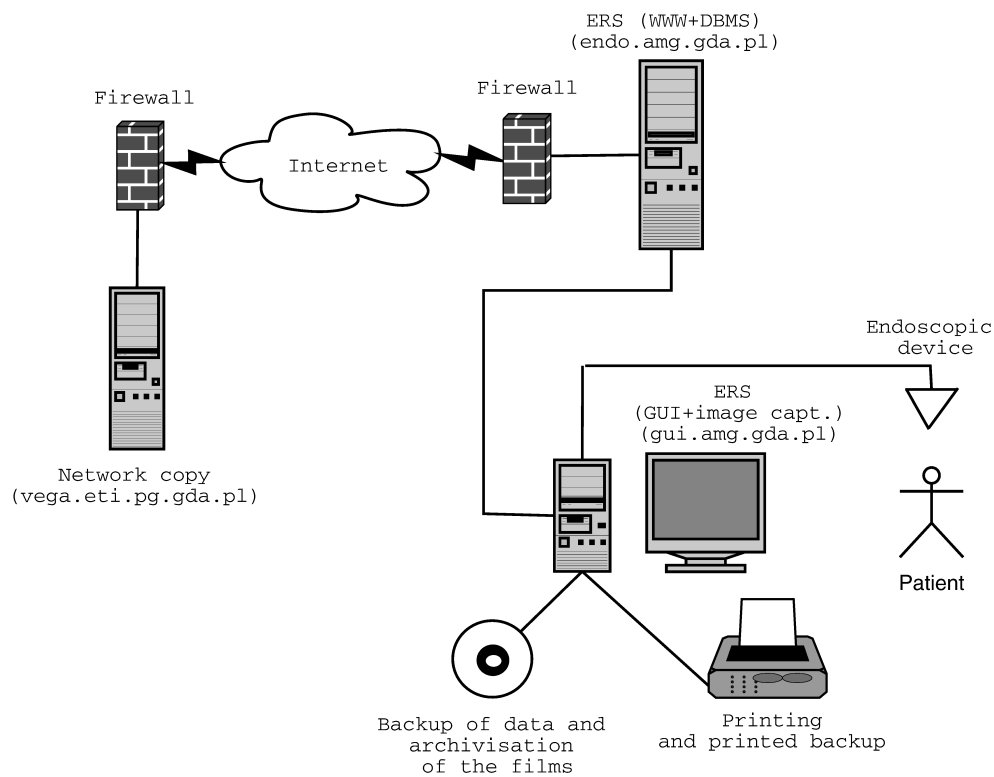 ERS (WWW+DBMS)
(endo.amg.gda.pl)
Firewall
Firewall
Internet
Endoscopic
device
ERS
(GUI+image capt.)
(gui.amg.gda.pl)
Network copy
(vega.eti.pg.gda.pl)
Patient
Backup of data and
archivisation
of the films
Printing
and printed backup